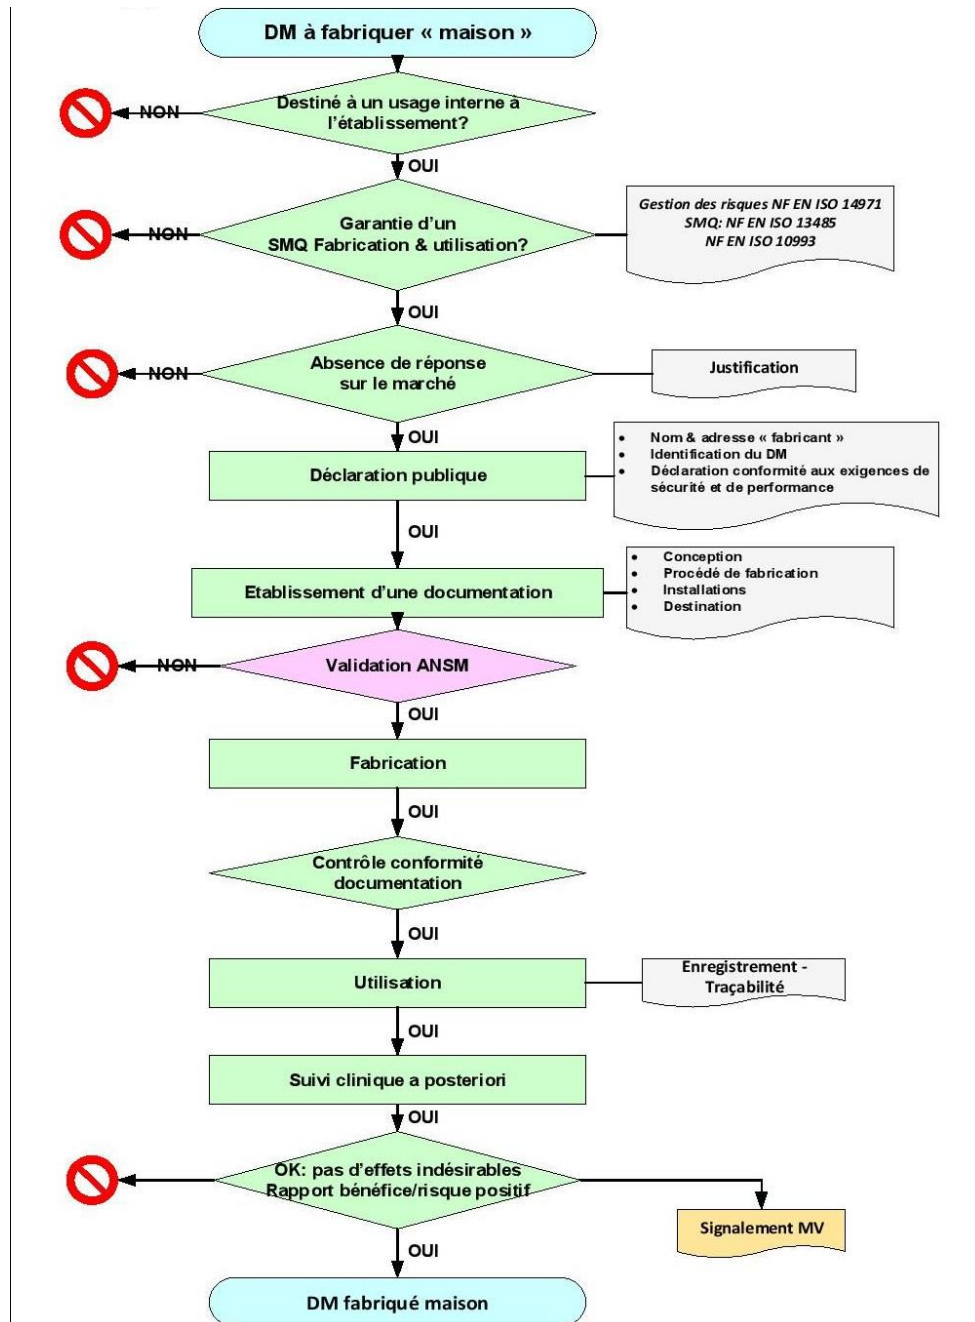 DM à fabriquer « maison »
Destiné à un usage interne à
l'établissement?
NON
OUI
Garantie d'un
SMQ Fabrication & utilisation?
NON
Gestion des risques NF EN ISO 14971
SMQ: NF EN ISO 13485
NF EN ISO 10993
OUI
Absence de réponse
sur le marché
NON
Justification
OUI
Déclaration publique
• Nom & adresse « fabricant »
• Identification du DM
• Déclaration conformité aux exigences de
sécurité et de performance
OUI
Etablissement d'une documentation
• Conception
• Procédé de fabrication
• Installations
• Destination
Validation ANSM
NON
OUI
Fabrication
OUI
Contrôle conformité
documentation
OUI
Utilisation
Enregistrement -
Traçabilité
OUI
Suivi clinique a posteriori
OUI
OK: pas d'effets indésirables
Rapport bénéfice/risque positif
Signalement MV
OUI
DM fabriqué maison